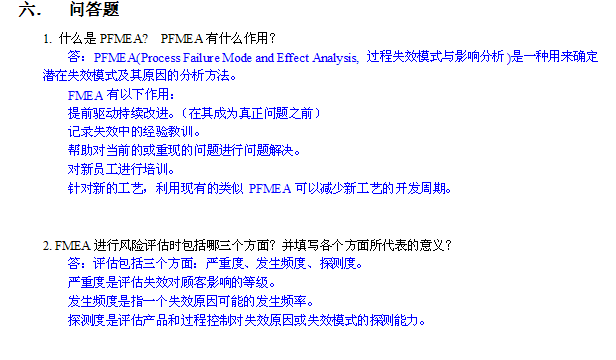 六． 问答题
1. 什么是 PFMEA? PFMEA 有什么作用?
答：PFMEA(Process Failure Mode and Effect Analysis, 过程失效模式与影响分析)是一种用来确定
潜在失效模式及其原因的分析方法。
FMEA 有以下作用：
提前驱动持续改进。（在其成为真正问题之前）
记录失效中的经验教训。
帮助对当前的或重现的问题进行问题解决。
对新员工进行培训。
针对新的工艺，利用现有的类似 PFMEA 可以减少新工艺的开发周期。
2. FMEA 进行风险评估时包括哪三个方面？并填写各个方面所代表的意义？
答：评估包括三个方面：严重度、发生频度、探测度。
严重度是评估失效对顾客影响的等级。
发生频度是指一个失效原因可能的发生频率。
探测度是评估产品和过程控制对失效原因或失效模式的探测能力。